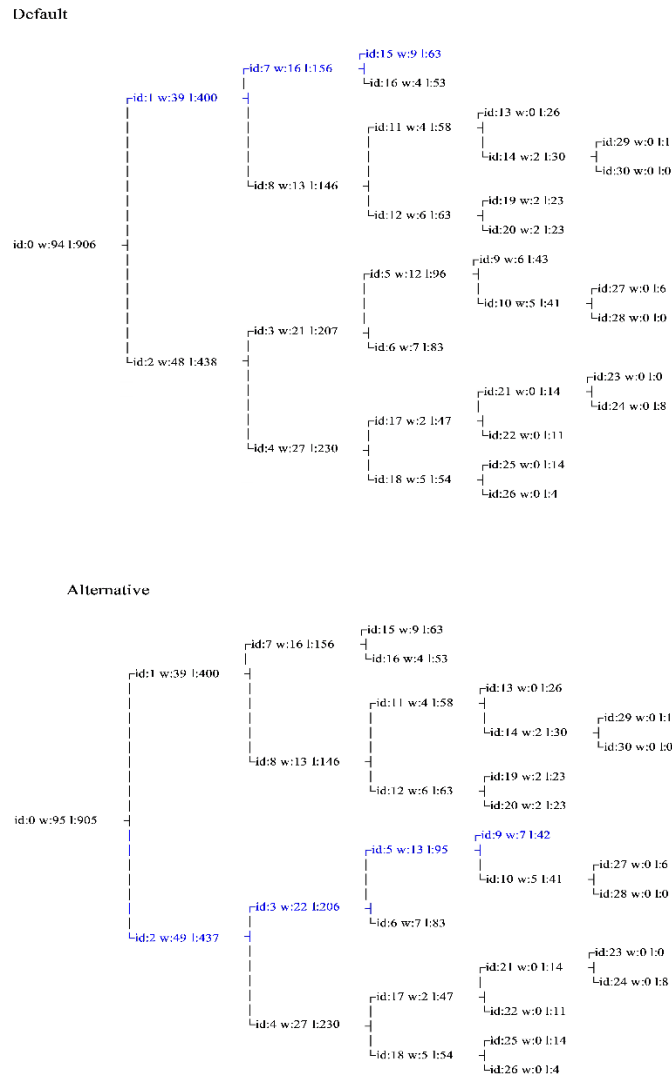 Default
id:15 w:9 l:63
id:7 w:16 l:156
id:16 w:4 l:53
id:1 w:39 l:400
id:13 w:0 l:26
id:11 w:4 l:58
id:29 w:0 l:1
id:14 w:2 l:30
id:30 w:0 l:0
id:8 w:13 l:146
id:19 w:2 l:23
id:12 w:6 l:63
id:20 w:2 l:23
id:0 w:94 l:906
id:9 w:6 l:43
id:5 w:12 l:96
id:27 w:0 l:6
id:10 w:5 l:41
id:28 w:0 l:0
id:3 w:21 l:207
id:6 w:7 l:83
id:2 w:48 l:438
id:23 w:0 l:0
id:21 w:0 l:14
id:24 w:0 l:8
id:17 w:2 l:47
id:22 w:0 l:11
id:4 w:27 l:230
id:25 w:0 l:14
id:18 w:5 l:54
id:26 w:0 l:4
Alternative
id:15 w:9 l:63
id:7 w:16 l:156
id:16 w:4 l:53
id:1 w:39 l:400
id:13 w:0 l:26
id:11 w:4 l:58
id:29 w:0 l:1
id:14 w:2 l:30
id:30 w:0 l:0
id:8 w:13 l:146
id:19 w:2 l:23
id:12 w:6 l:63
id:20 w:2 l:23
id:0 w:95 l:905
id:9 w:7 l:42
id:5 w:13 l:95
id:27 w:0 l:6
id:10 w:5 l:41
id:28 w:0 l:0
id:3 w:22 l:206
id:6 w:7 l:83
id:2 w:49 l:437
id:23 w:0 l:0
id:21 w:0 l:14
id:24 w:0 l:8
id:17 w:2 l:47
id:22 w:0 l:11
id:4 w:27 l:230
id:25 w:0 l:14
id:18 w:5 l:54
id:26 w:0 l:4